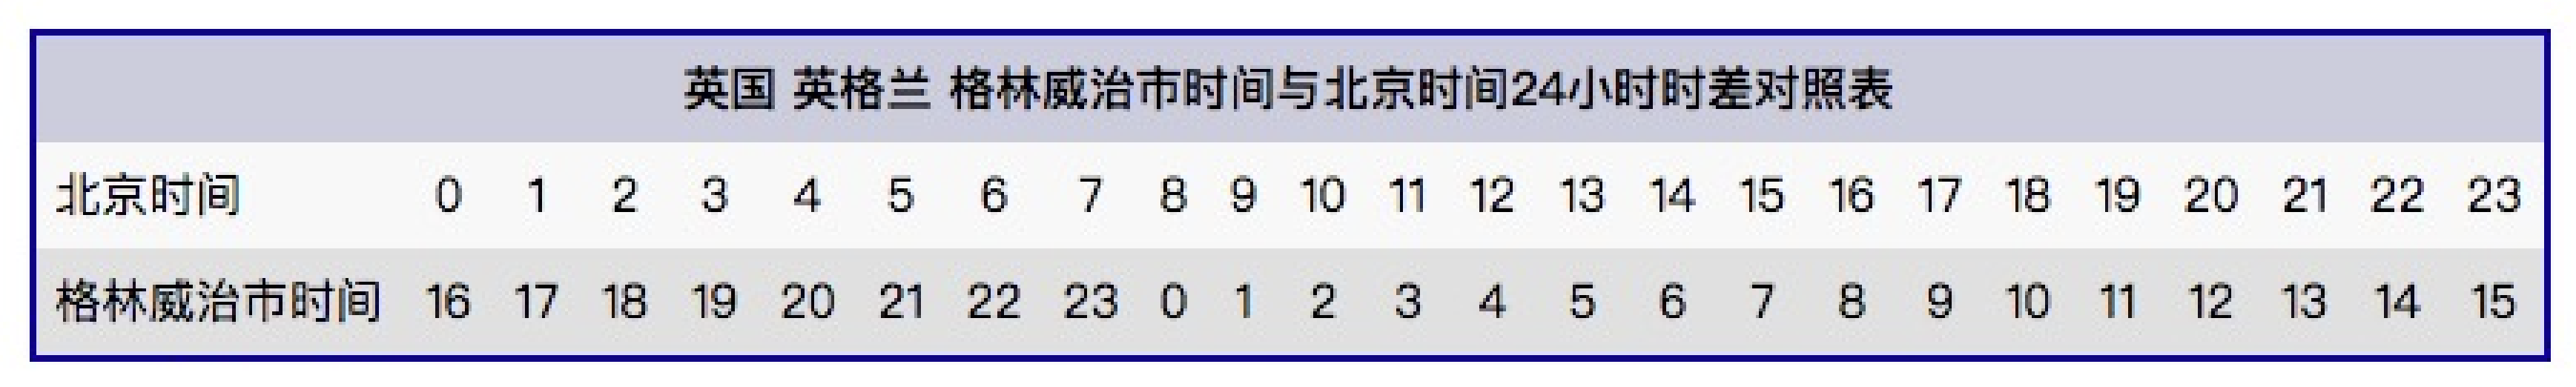 英国 英格兰 格林威治市时间与北京时间24小时时差对照表
北京时间 0 1 2 3 4 5 6 7 8 9 10 11 12 13 14 15 16 17 18 19 20 21 22 23
格林威治市时间 16 17 18 19 20 21 22 23 0 1 2 3 4 5 6 7 8 9 10 11 12 13 14 15